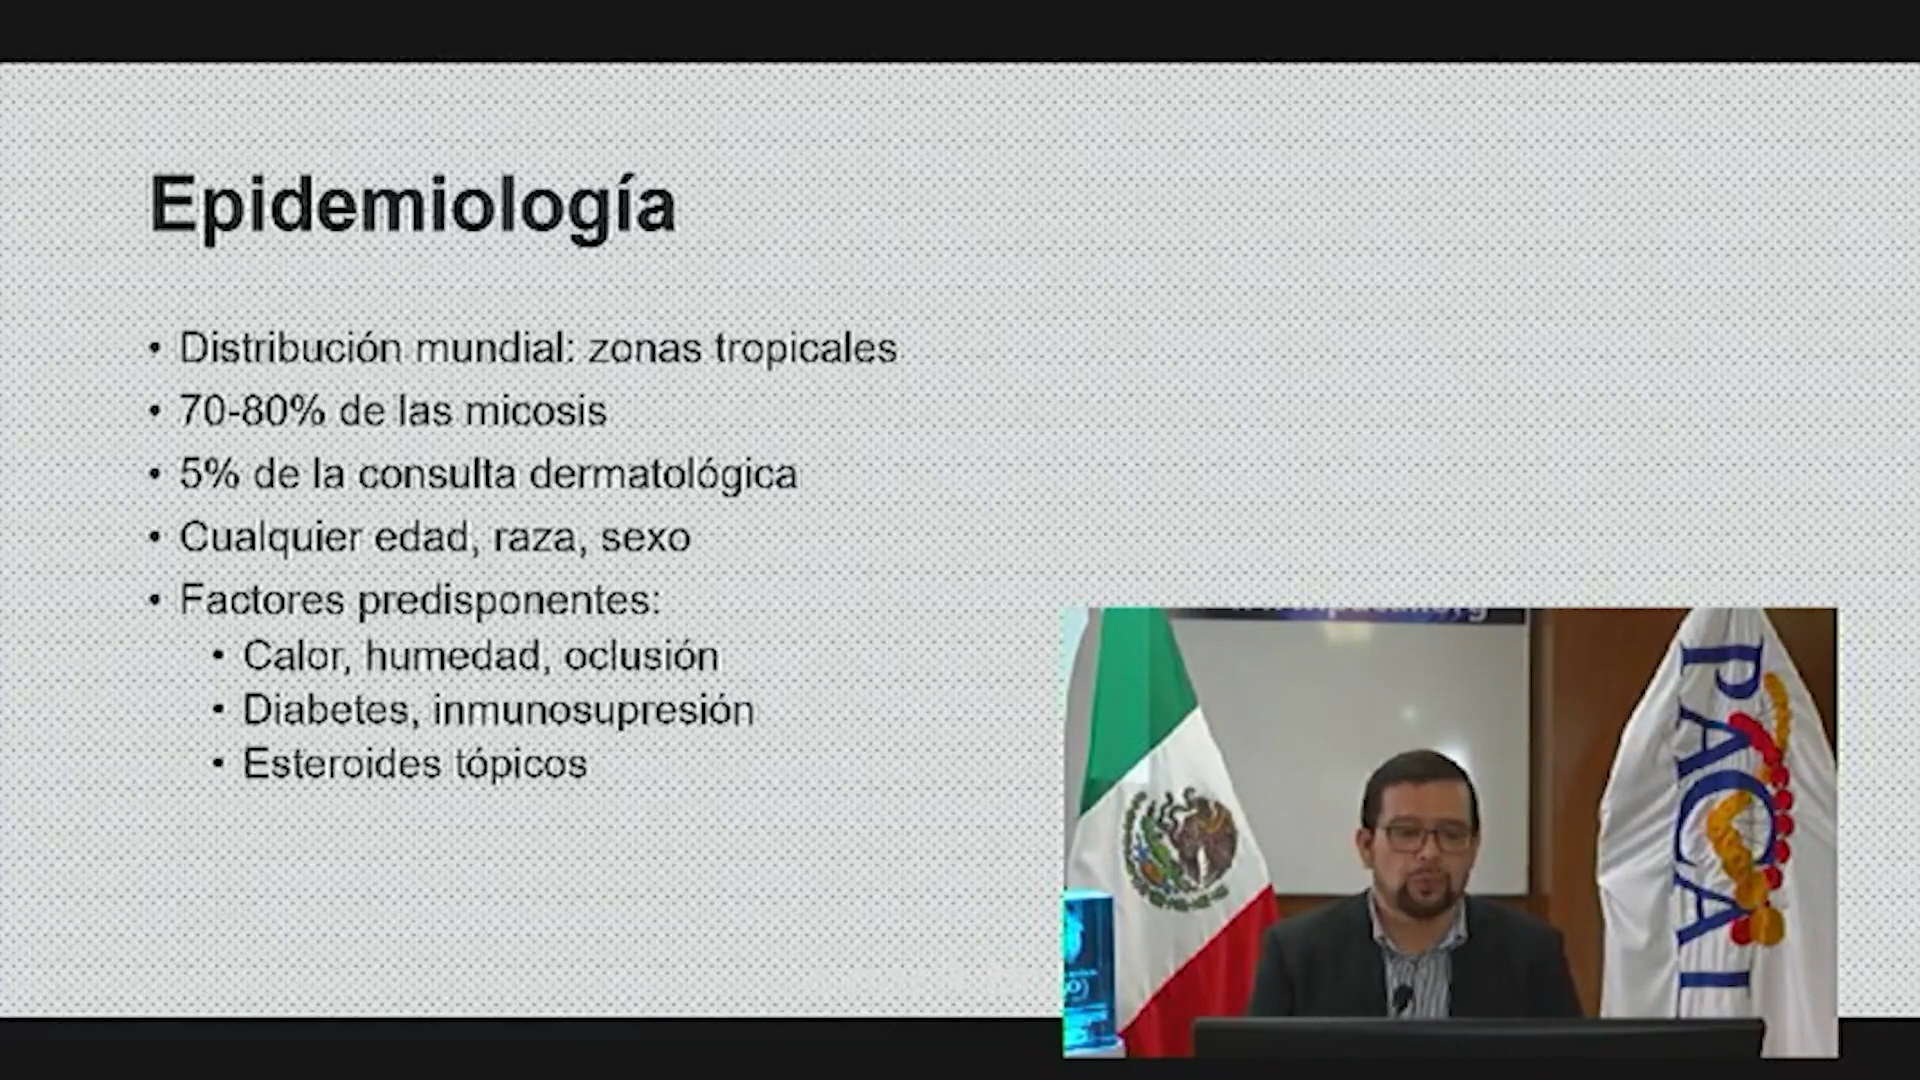 Epidemiología
• Distribución mundial: zonas tropicales
• 70-80% de las micosis
• 5% de la consulta dermatológica
• Cualquier edad, raza, sexo
• Factores predisponentes:
• Calor, humedad, oclusión
• Diabetes, inmunosupresión
• Esteroides tópicos
PACAL